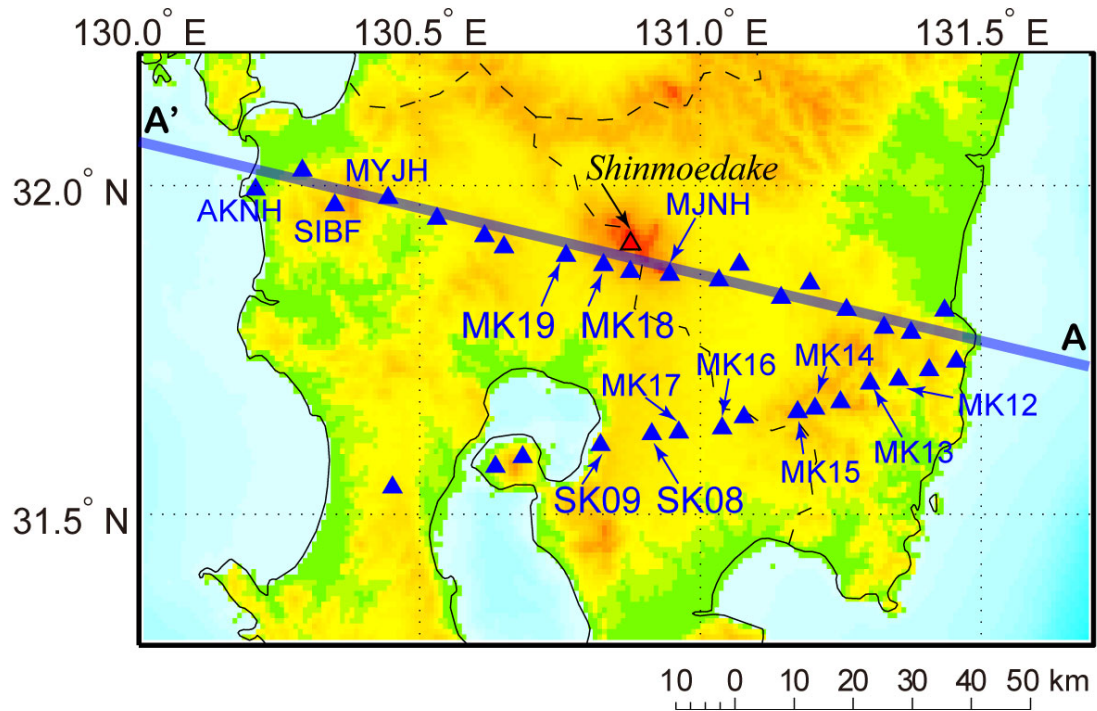 130.0° E 130.5° E 131.0° E 131.5° E
A’
32.0° N
Shinmoedake
MYJH
MJNH
AKNH
SIBF
MK19 MK18
A
MK14
MK16
MK17
MK12
MK13
MK15
SK09 SK08
31.5° N
10 0 10 20 30 40 50 km